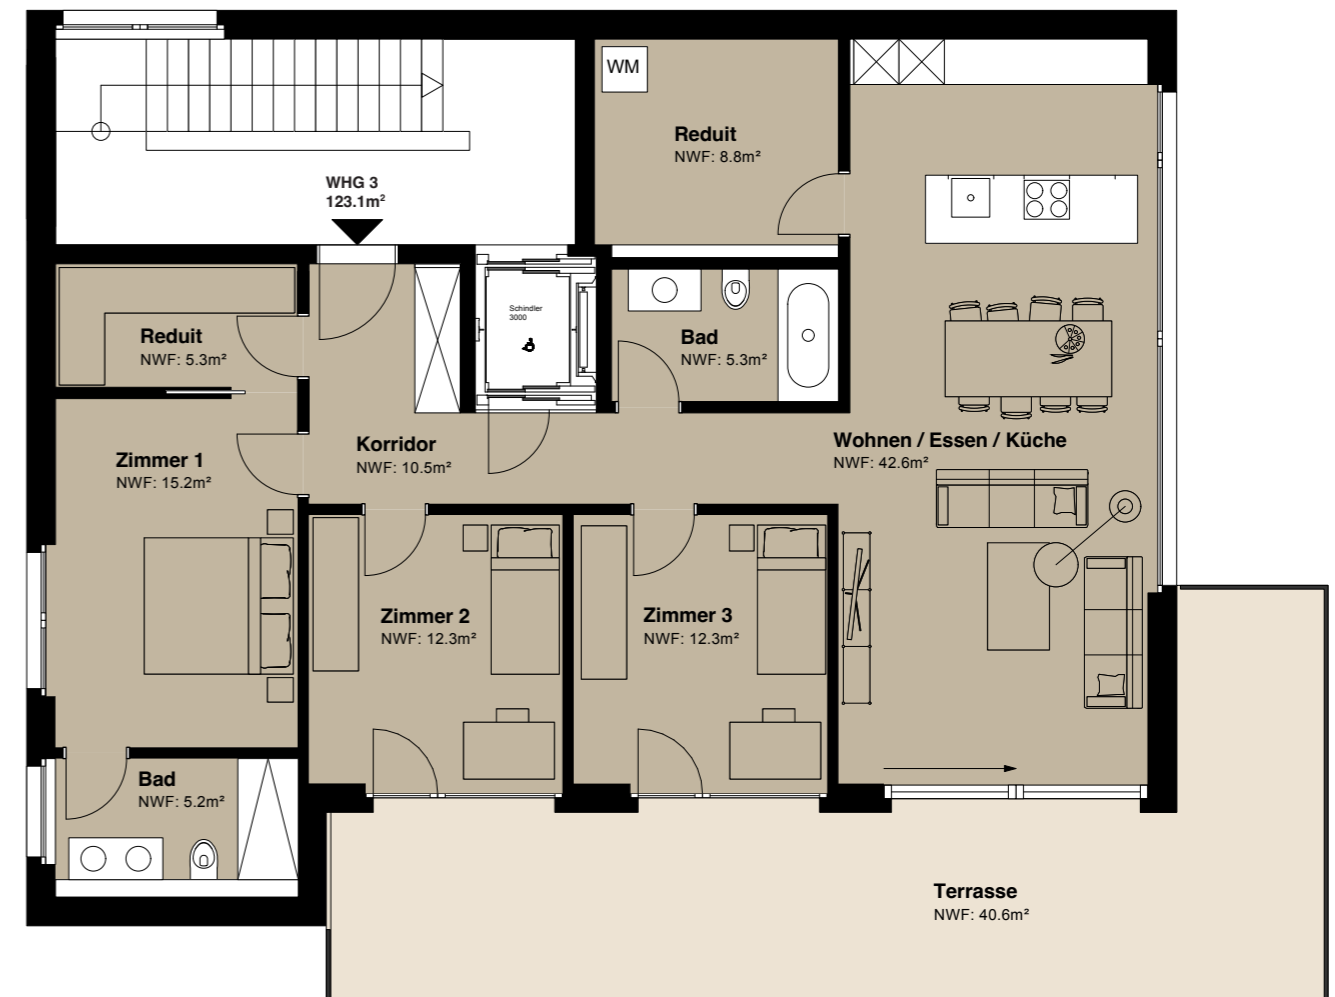 WM
Reduit
NWF: 8.8m²
WHG 3
123.1m²
Schindler
3000
Reduit
NWF: 5.3m²
Bad
NWF: 5.3m²
Korridor
NWF: 10.5m²
Wohnen / Essen / Küche
NWF: 42.6m²
Zimmer 1
NWF: 15.2m²
Zimmer 2
NWF: 12.3m²
Zimmer 3
NWF: 12.3m²
Bad
NWF: 5.2m²
Terrasse
NWF: 40.6m²